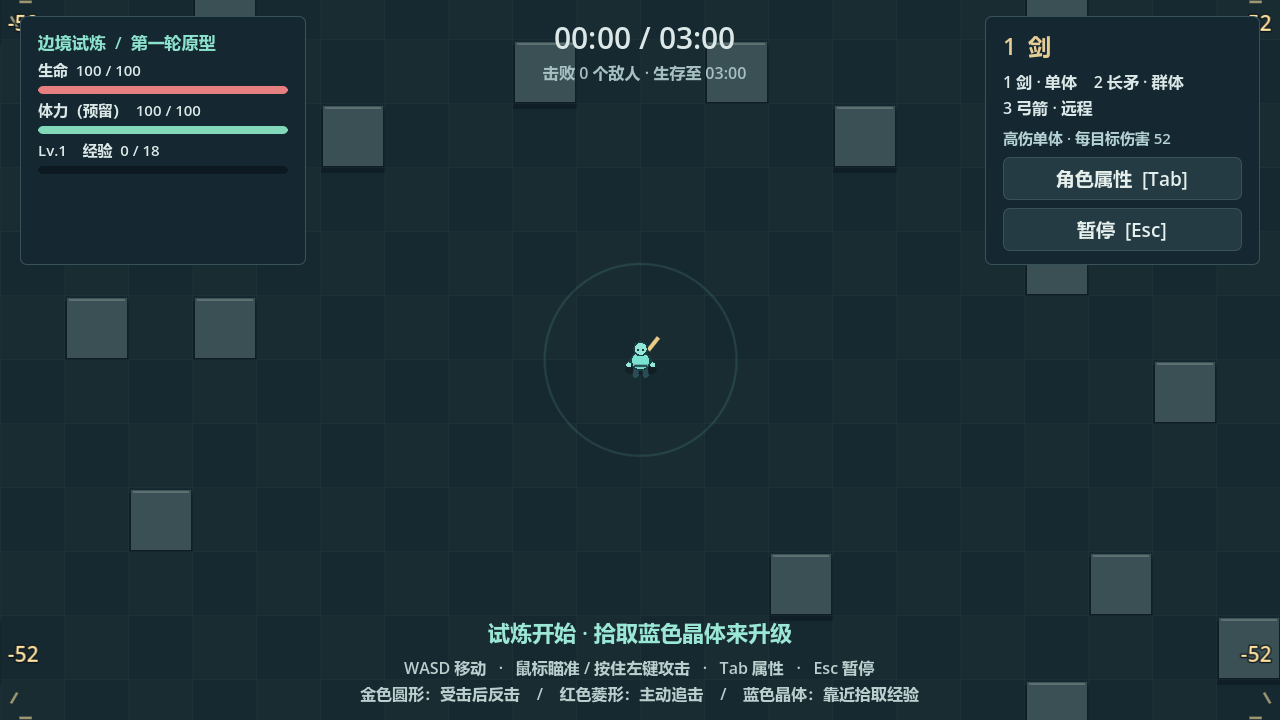 边境试炼 / 第一轮原型
生命 100 / 100
体力（预留） 100 / 100
Lv.1 经验 0 / 18
00:00 / 03:00
击败 0 个敌人 · 生存至 03:00
1 剑
1 剑 · 单体 2 长矛 · 群体
3 弓箭 · 远程
高伤单体 · 每目标伤害 52
角色属性 [Tab]
暂停 [Esc]
-52
-52
试炼开始 · 拾取蓝色晶体来升级
WASD 移动 · 鼠标瞄准 / 按住左键攻击 · Tab 属性 · Esc 暂停
金色圆形：受击后反击 / 红色菱形：主动追击 / 蓝色晶体：靠近拾取经验